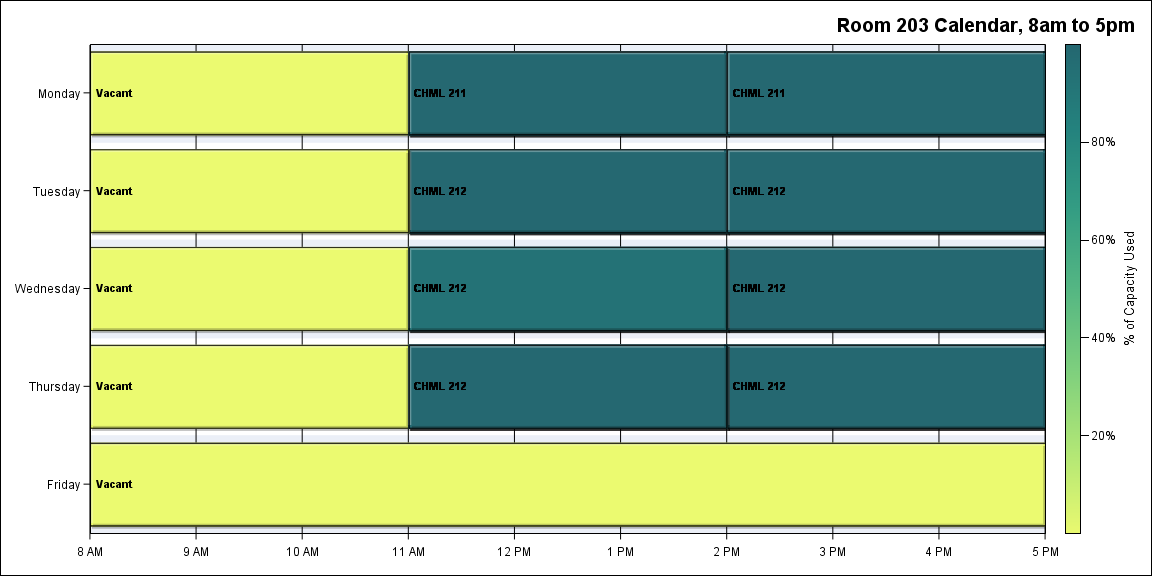 Room 203 Calendar, 8am to 5pm
Monday
Vacant
CHML 211
CHML 211
Tuesday
Vacant
CHML 212
CHML 212
Wednesday
Vacant
CHML 212
CHML 212
Thursday
Vacant
CHML 212
CHML 212
Friday
Vacant
8 AM
9 AM
10 AM
11 AM
12 PM
1 PM
2 PM
3 PM
4 PM
5 PM
80%
60%
40%
20%
% of Capacity Used